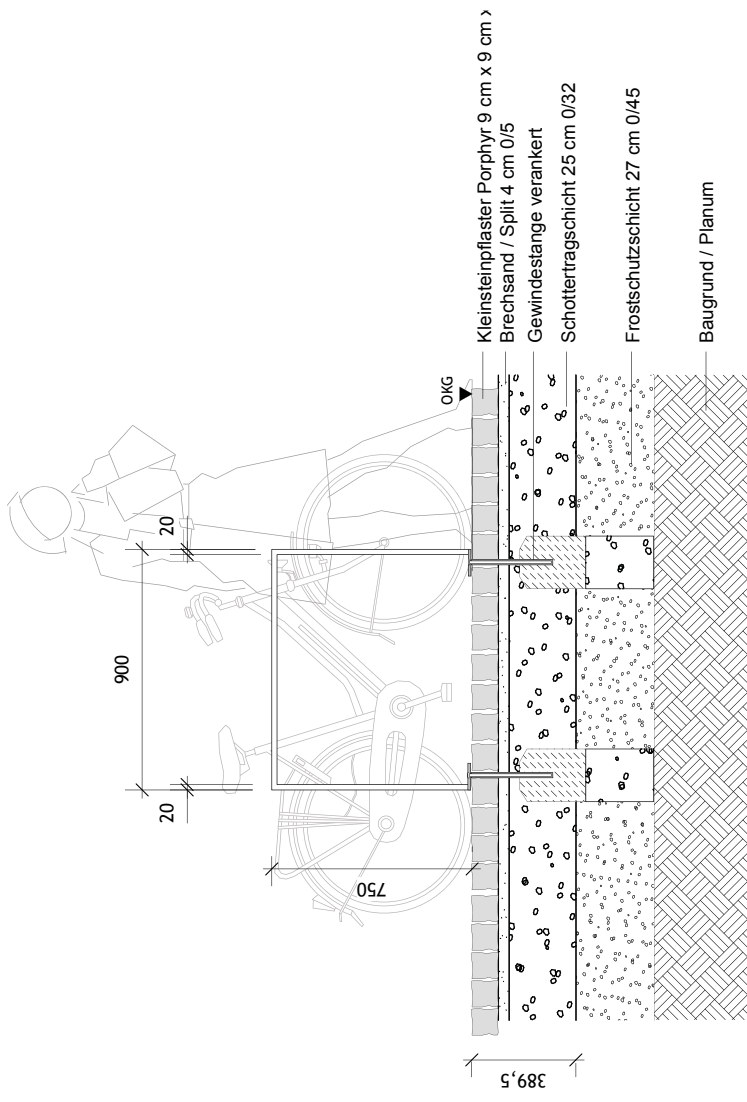 900
20
20
750
OKG
Kleinsteinpflaster Porphyr 9 cm x 9 cm x
Brechsand / Split 4 cm 0/5
Gewindestange verankert
Schottertragschicht 25 cm 0/32
Frostschutzschicht 27 cm 0/45
Baugrund / Planum
389,5